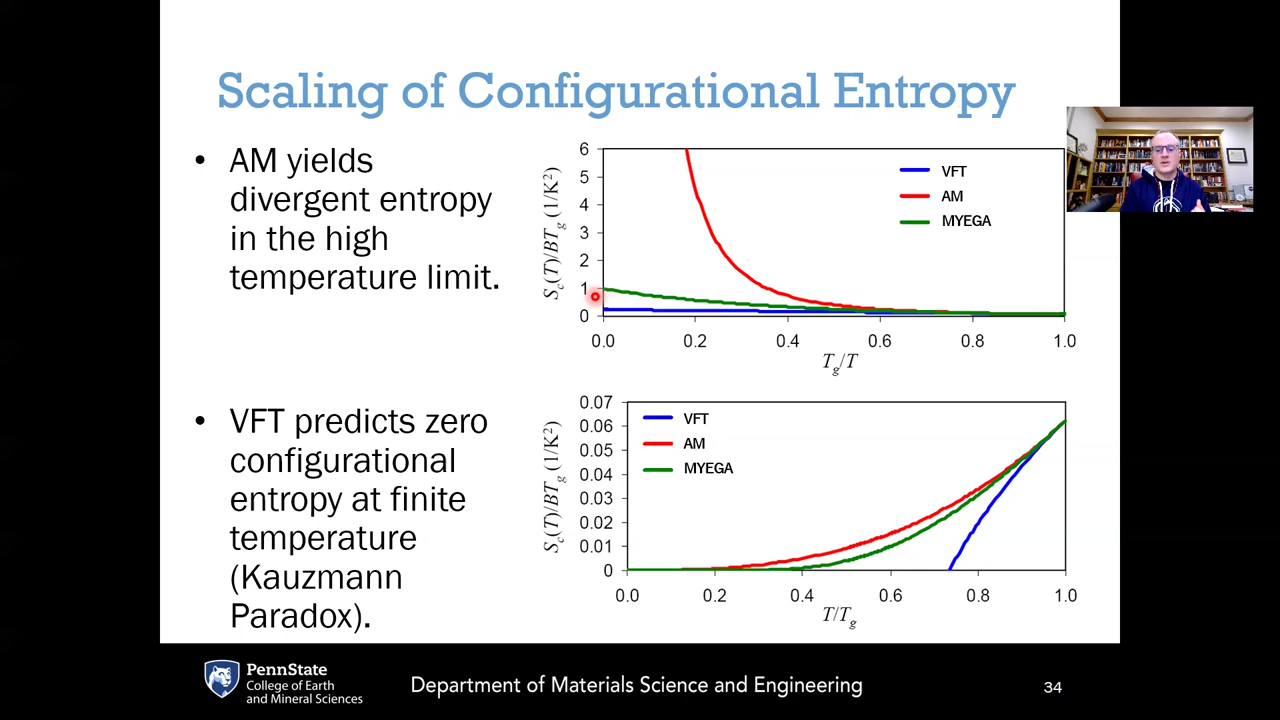 Scaling of Configurational Entropy
• AM yields
divergent entropy
in the high
temperature limit.
S_c(T)/BT_g (1/K²)
6
5
4
3
2
1
0
VFT
AM
MYEGA
0.0 0.2 0.4 0.6 0.8 1.0
T_g/T
• VFT predicts zero
configurational
entropy at finite
temperature
(Kauzmann
Paradox).
S_c(T)/BT_g (1/K²)
0.07
0.06
0.05
0.04
0.03
0.02
0.01
0
VFT
AM
MYEGA
0.0 0.2 0.4 0.6 0.8 1.0
T/T_g
PennState
College of Earth
and Mineral Sciences
Department of Materials Science and Engineering
34